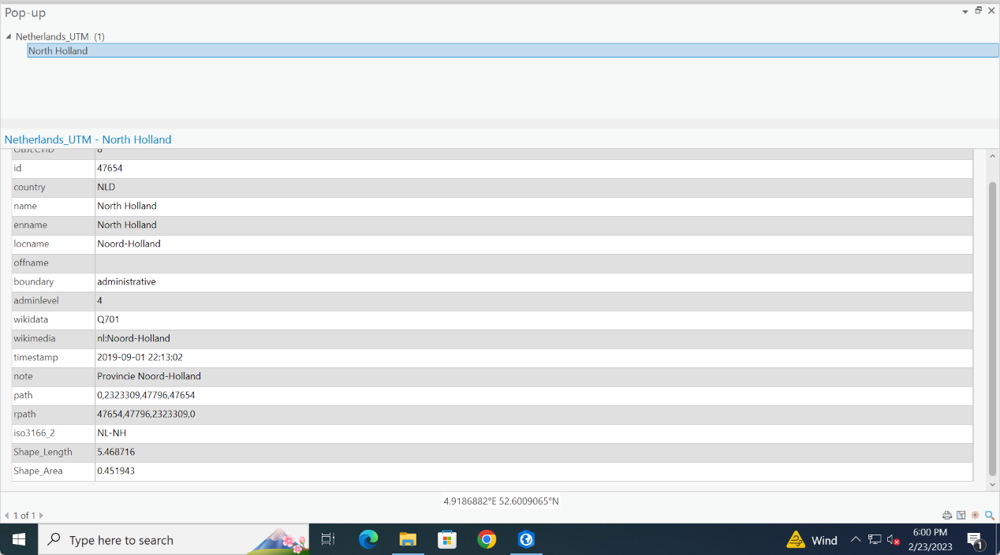 Pop-up
Netherlands_UTM (1)
North Holland
Netherlands_UTM - North Holland
OBJECTID 8
id 47654
country NLD
name North Holland
enname North Holland
locname Noord-Holland
offname
boundary administrative
adminlevel 4
wikidata Q701
wikimedia nl:Noord-Holland
timestamp 2019-09-01 22:13:02
note Provincie Noord-Holland
path 0,2323309,47796,47654
rpath 47654,47796,2323309,0
iso3166_2 NL-NH
Shape_Length 5.468716
Shape_Area 0.451943
4.9186882°E 52.6009065°N
1 of 1
Type here to search
Wind
6:00 PM
2/23/2023
1